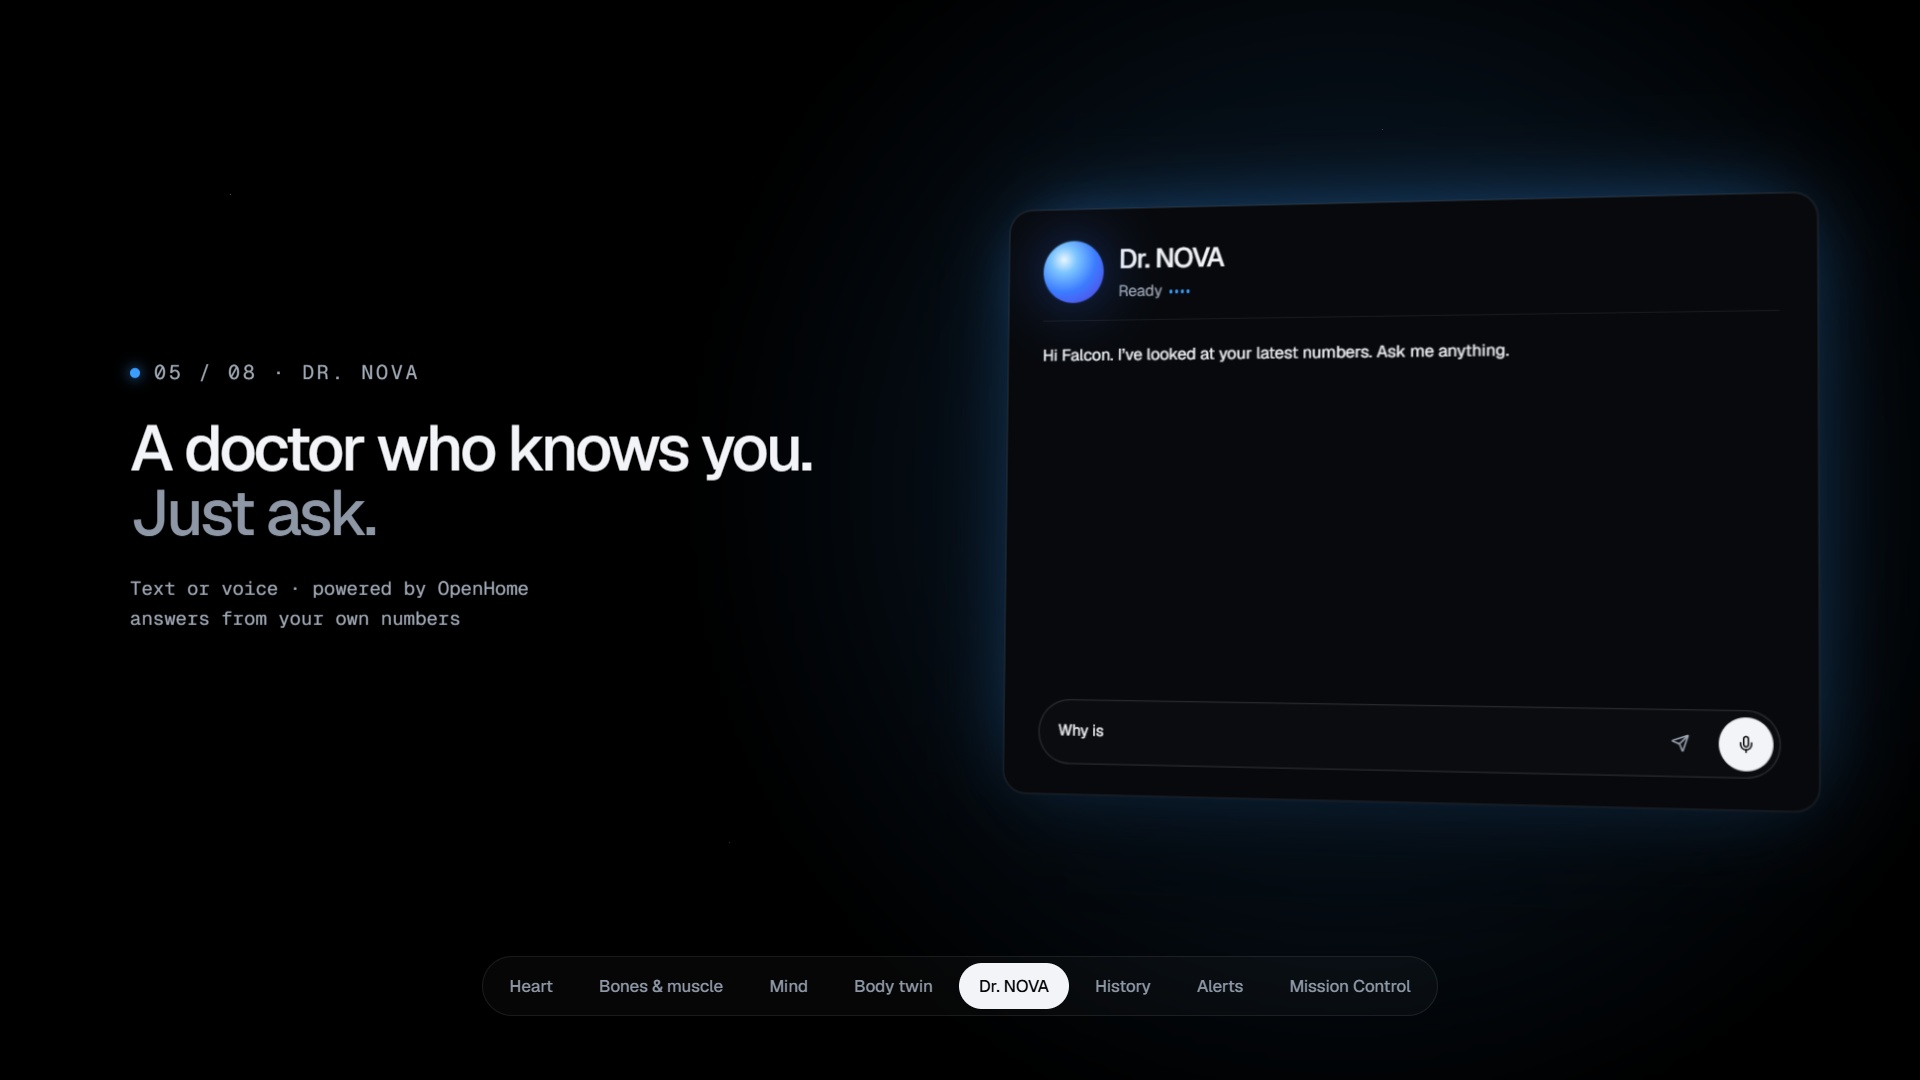 05 / 08 · DR. NOVA
A doctor who knows you.
Just ask.
Text or voice · powered by OpenHome
answers from your own numbers
Dr. NOVA
Ready
Hi Falcon. I've looked at your latest numbers. Ask me anything.
Why is
Heart Bones & muscle Mind Body twin Dr. NOVA History Alerts Mission Control